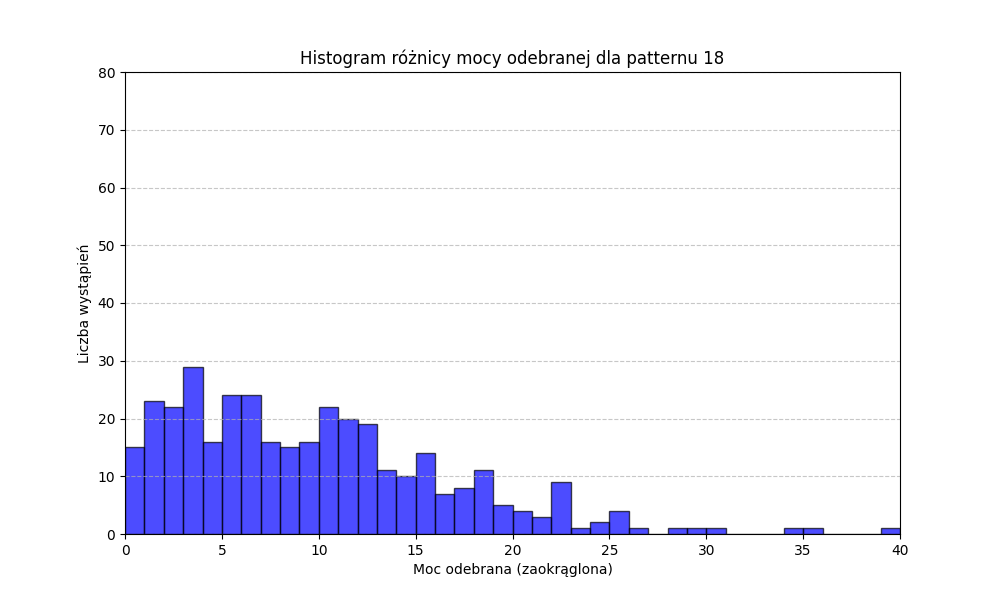 Histogram różnicy mocy odebranej dla patternu 18
80
70
60
50
40
30
20
10
0
Liczba wystąpień
0 5 10 15 20 25 30 35 40
Moc odebrana (zaokrąglona)